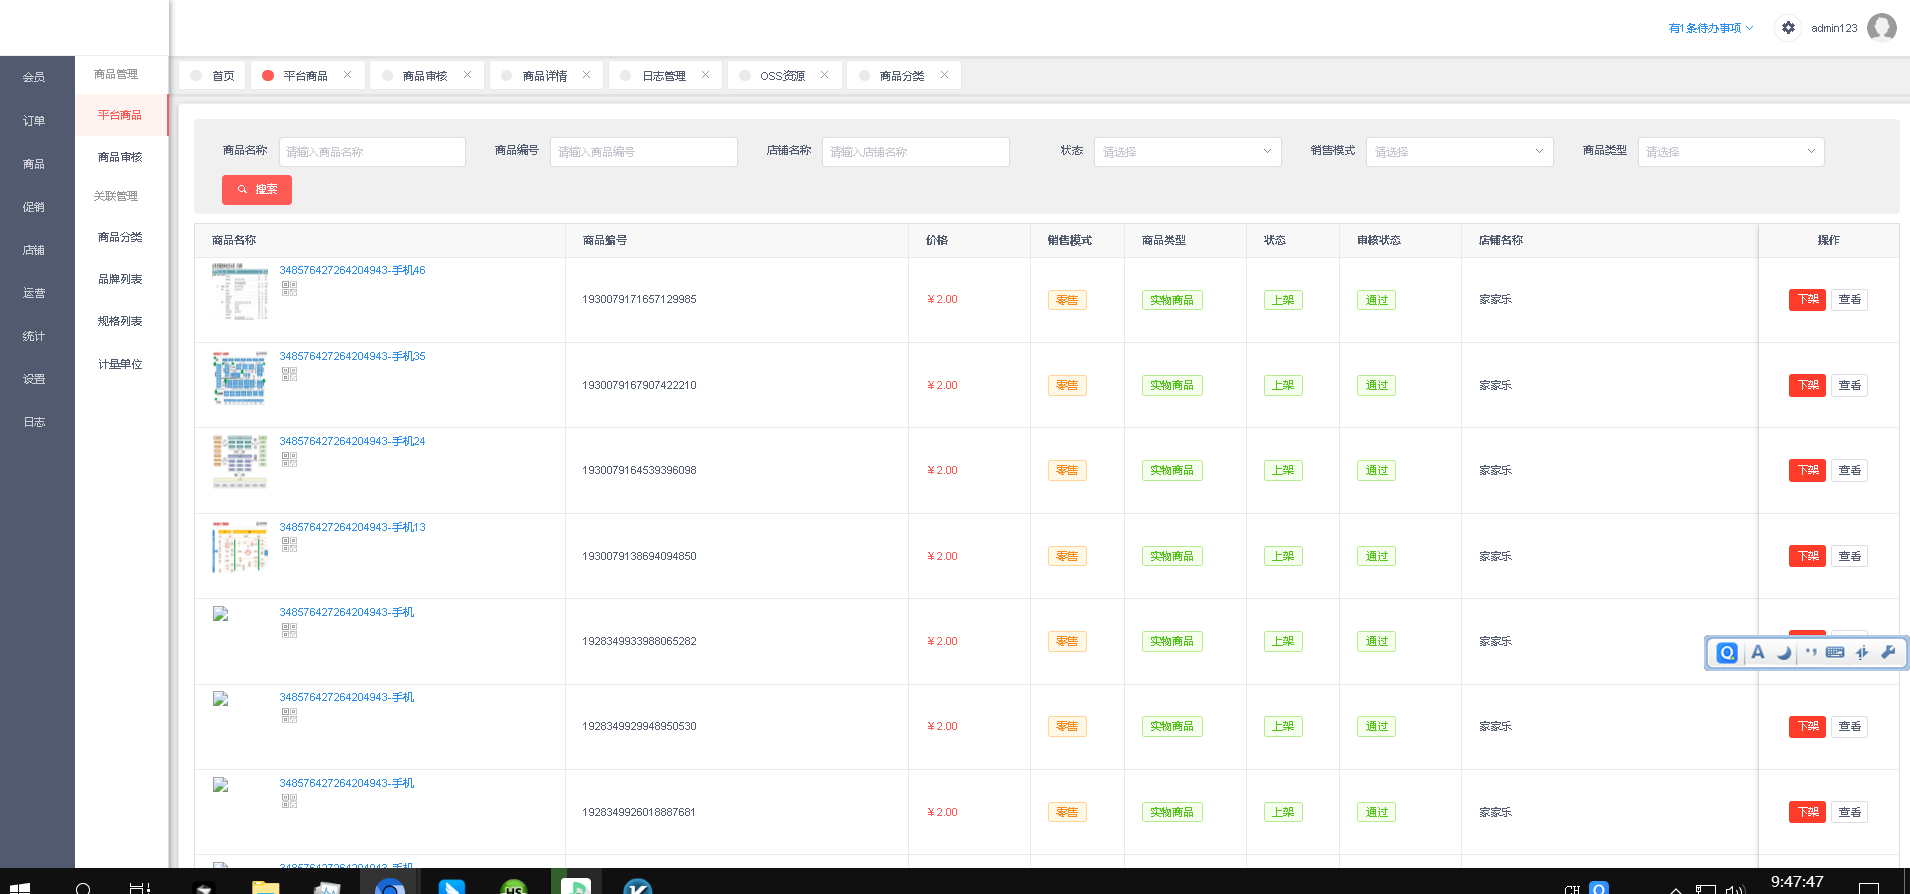 有1条待办事项
admin123
会员
订单
商品
促销
店铺
运营
统计
设置
日志
商品管理
平台商品
商品审核
关联管理
商品分类
品牌列表
规格列表
计量单位
首页 平台商品 商品审核 商品详情 日志管理 OSS资源 商品分类
商品名称 请输入商品名称 商品编号 请输入商品编号 店铺名称 请输入店铺名称 状态 请选择 销售模式 请选择 商品类型 请选择
搜索
商品名称 商品编号 价格 销售模式 商品类型 状态 审核状态 店铺名称 操作
348576427264204943-手机46
1930079171657129985 ￥2.00 零售 实物商品 上架 通过 家家乐 下架 查看
348576427264204943-手机35
1930079167907422210 ￥2.00 零售 实物商品 上架 通过 家家乐 下架 查看
348576427264204943-手机24
1930079164539396098 ￥2.00 零售 实物商品 上架 通过 家家乐 下架 查看
348576427264204943-手机13
1930079138694094850 ￥2.00 零售 实物商品 上架 通过 家家乐 下架 查看
348576427264204943-手机
1928349933988065282 ￥2.00 零售 实物商品 上架 通过 家家乐
348576427264204943-手机
1928349929948950530 ￥2.00 零售 实物商品 上架 通过 家家乐 下架 查看
348576427264204943-手机
1928349926018887681 ￥2.00 零售 实物商品 上架 通过 家家乐 下架 查看
348576427264204943-手机
CH
9:47:47